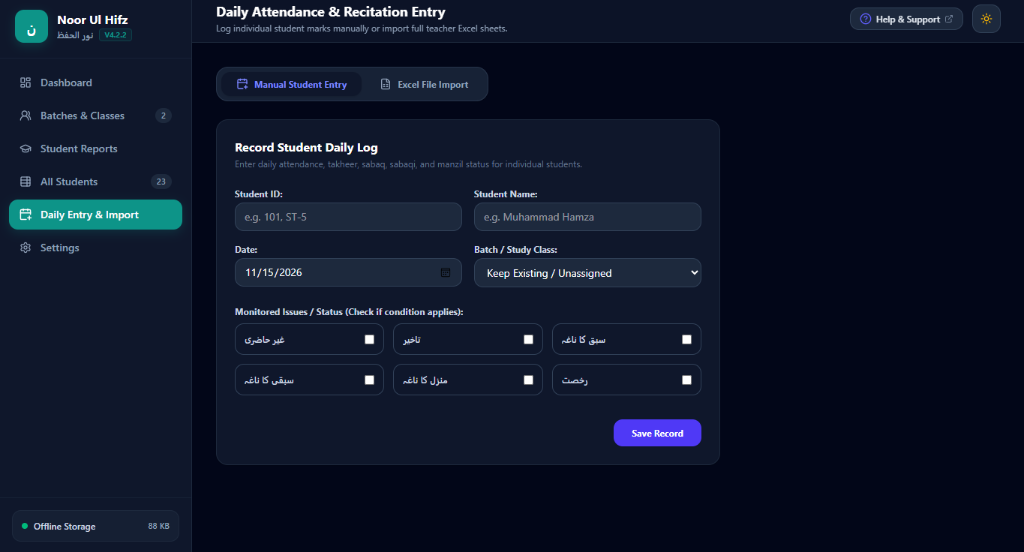 ن
Noor Ul Hifz
نور الحفظ V4.2.2
Dashboard
Batches & Classes 2
Student Reports
All Students 23
Daily Entry & Import
Settings
Offline Storage 88 KB
Daily Attendance & Recitation Entry
Log individual student marks manually or import full teacher Excel sheets.
Help & Support
Manual Student Entry Excel File Import
Record Student Daily Log
Enter daily attendance, takheer, sabaq, sabaqi, and manzil status for individual students.
Student ID: Student Name:
e.g. 101, ST-5 e.g. Muhammad Hamza
Date: Batch / Study Class:
11/15/2026 Keep Existing / Unassigned
Monitored Issues / Status (Check if condition applies):
غیر حاضری تاخیر سبق کا ناغہ
سبقی کا ناغہ منزل کا ناغہ رخصت
Save Record